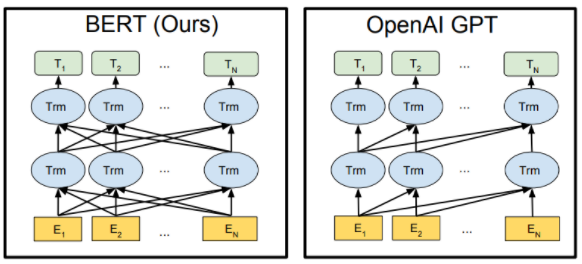 BERT (Ours)
T1 T2 ... TN
Trm Trm ... Trm
Trm Trm ... Trm
E1 E2 ... EN
OpenAI GPT
T1 T2 ... TN
Trm Trm ... Trm
Trm Trm ... Trm
E1 E2 ... EN